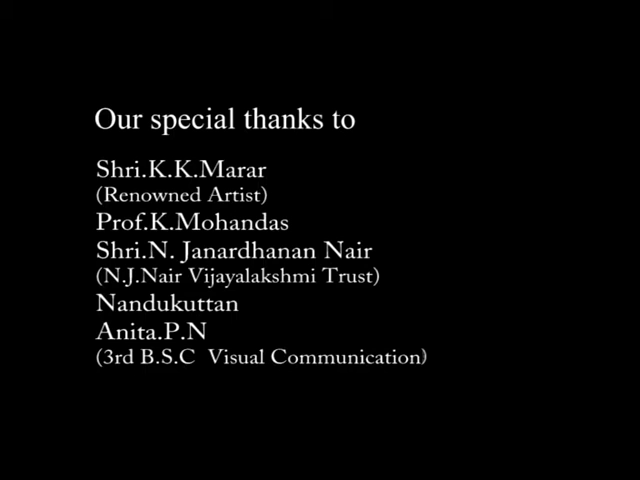 Our special thanks to
Shri.K.K.Marar
(Renowned Artist)
Prof.K.Mohandas
Shri.N. Janardhanan Nair
(N.J.Nair Vijayalakshmi Trust)
Nandukuttan
Anita.P.N
(3rd B.S.C  Visual Communication)